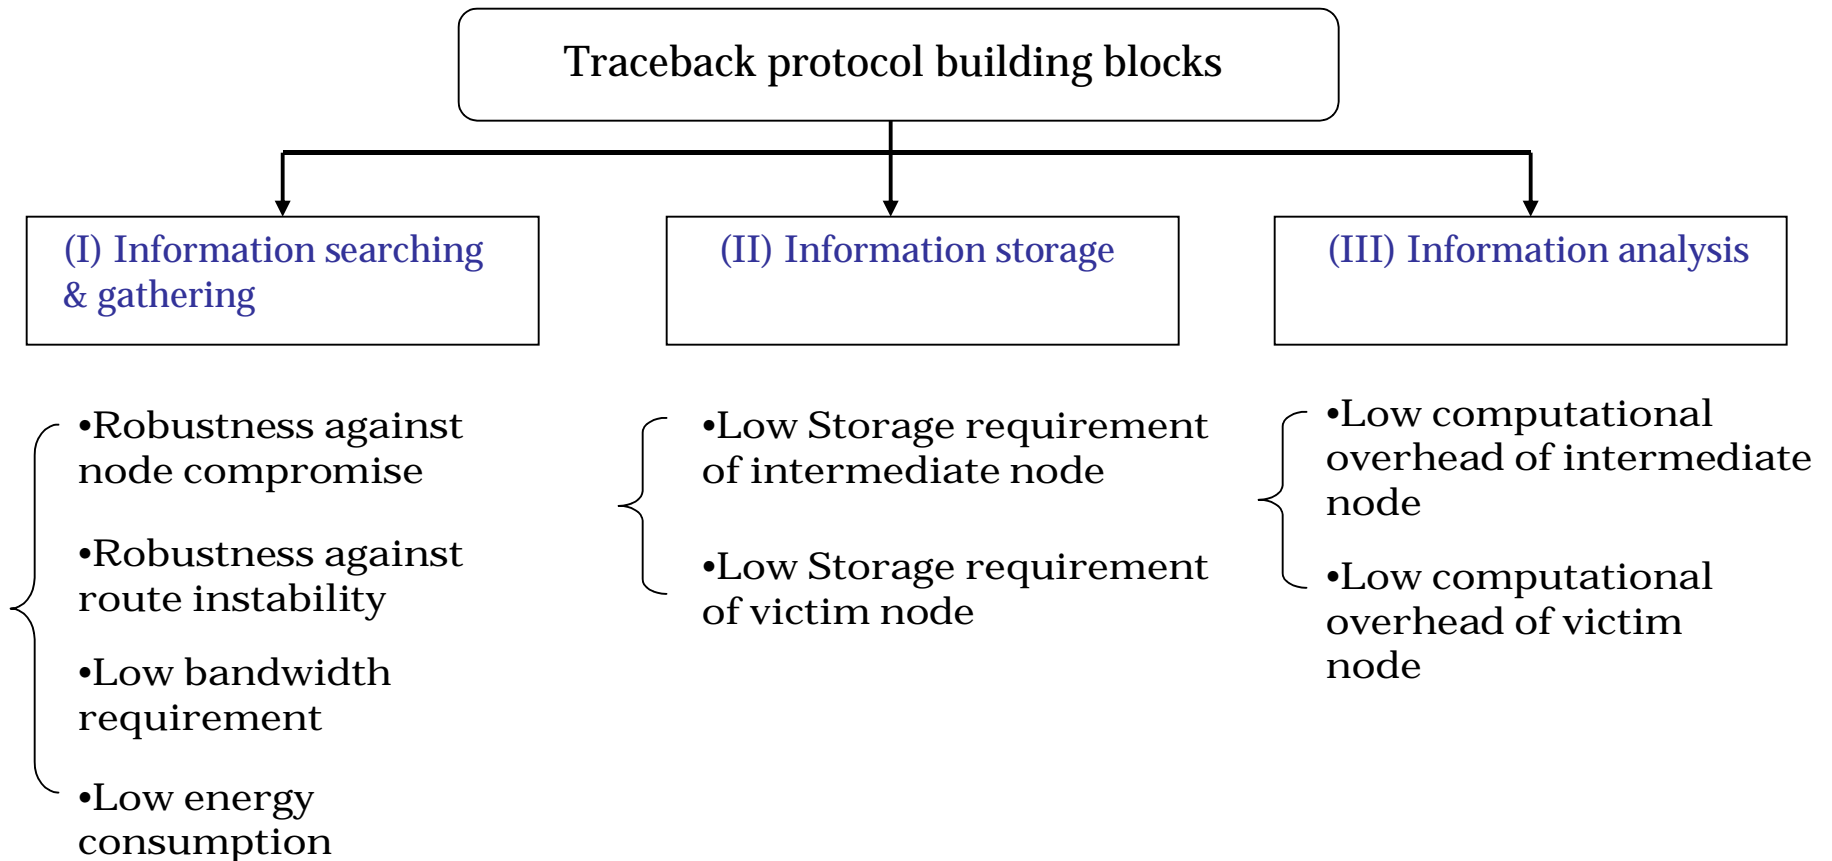 Traceback protocol building blocks
(I) Information searching
& gathering
(II) Information storage
(III) Information analysis
•Robustness against
node compromise
•Robustness against
route instability
•Low bandwidth
requirement
•Low energy
consumption
•Low Storage requirement
of intermediate node
•Low Storage requirement
of victim node
•Low computational
overhead of intermediate
node
•Low computational
overhead of victim
node